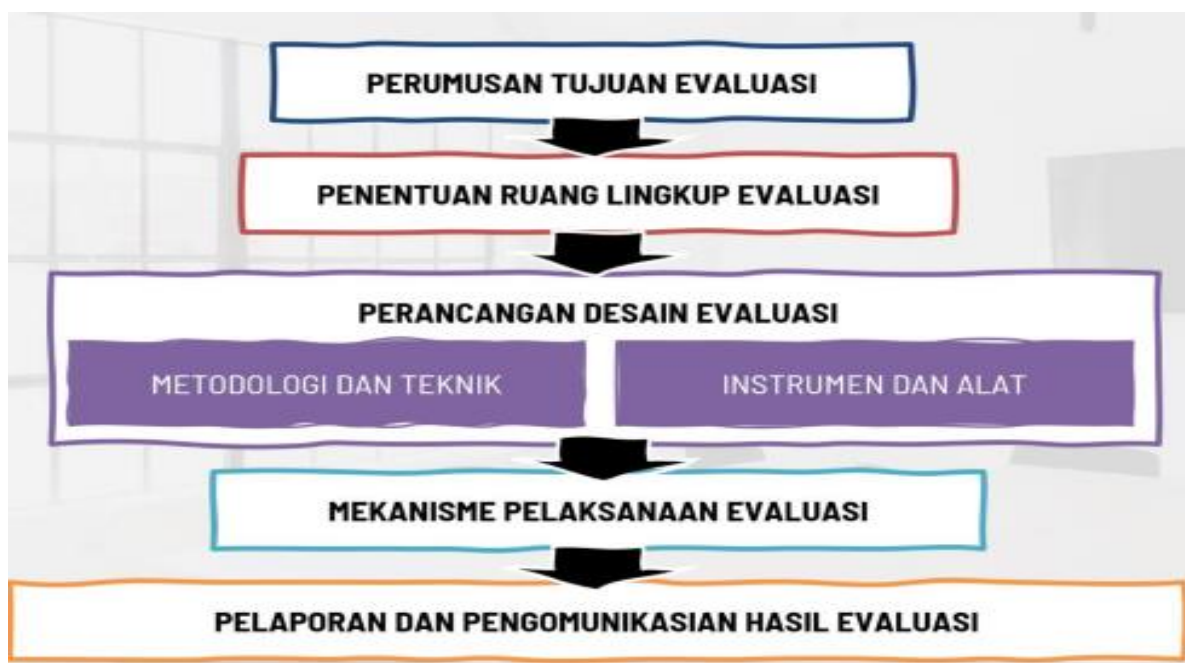 PERUMUSAN TUJUAN EVALUASI
PENENTUAN RUANG LINGKUP EVALUASI
PERANCANGAN DESAIN EVALUASI
METODOLOGI DAN TEKNIK
INSTRUMEN DAN ALAT
MEKANISME PELAKSANAAN EVALUASI
PELAPORAN DAN PENGOMUNIKASIAN HASIL EVALUASI